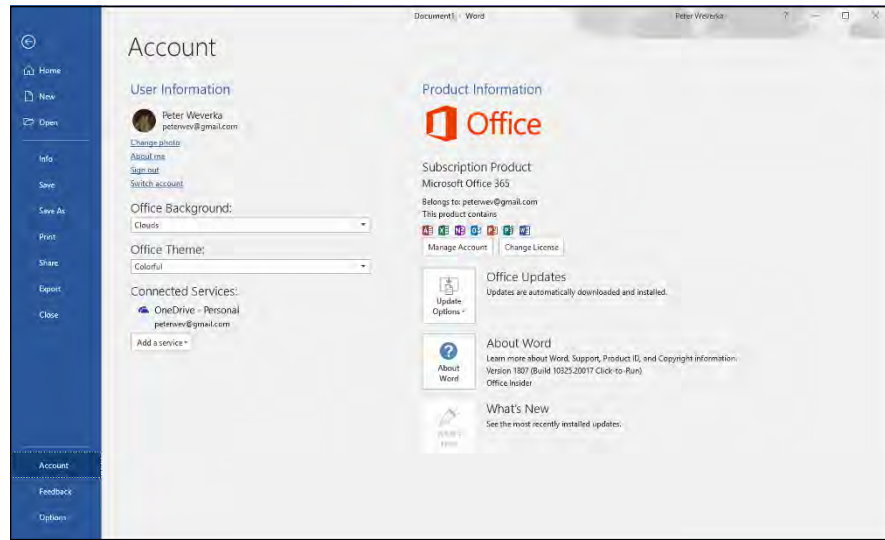 Document1 - Word
Peter Weverka
?
Home
New
Open
Info
Save
Save As
Print
Share
Export
Close
Account
Feedback
Options
Account
User Information
Peter Weverka
peterwev@gmail.com
Change photo
About me
Sign out
Switch account
Office Background:
Clouds
Office Theme:
Colorful
Connected Services:
OneDrive - Personal
peterwev@gmail.com
Add a service
Product Information
Office
Subscription Product
Microsoft Office 365
Belongs to: peterwev@gmail.com
This product contains
Manage Account
Change License
Update
Options
Office Updates
Updates are automatically downloaded and installed.
?
About
Word
About Word
Learn more about Word, Support, Product ID, and Copyright information.
Version 1807 (Build 10325.20017 Click-to-Run)
Office Insider
What's New
See the most recently installed updates.